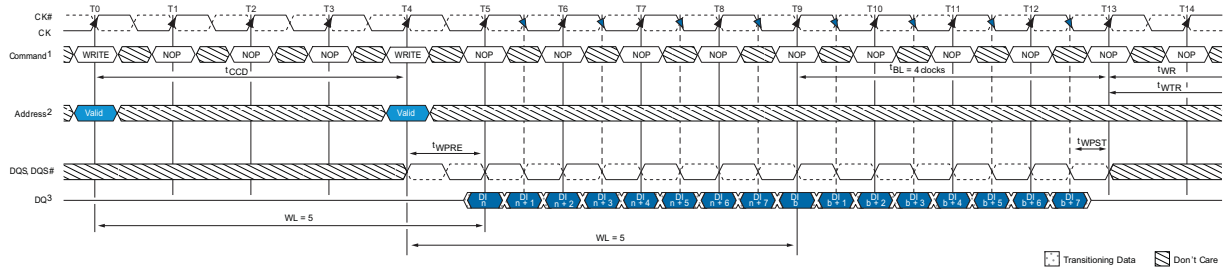 T0 T1 T2 T3 T4 T5 T6 T7 T8 T9 T10 T11 T12 T13 T14
CK#
CK
Command1 WRITE NOP NOP NOP WRITE NOP NOP NOP NOP NOP NOP NOP NOP NOP NOP
tCCD tBL = 4 clocks tWR
tWTR
Address2 Valid Valid
tWPRE tWPST
DQS, DQS#
DQ3 DI n DI n + 1 DI n + 2 DI n + 3 DI n + 4 DI n + 5 DI n + 6 DI n + 7 DI b DI b + 1 DI b + 2 DI b + 3 DI b + 4 DI b + 5 DI b + 6 DI b + 7
WL = 5
WL = 5
Transitioning Data Don't Care